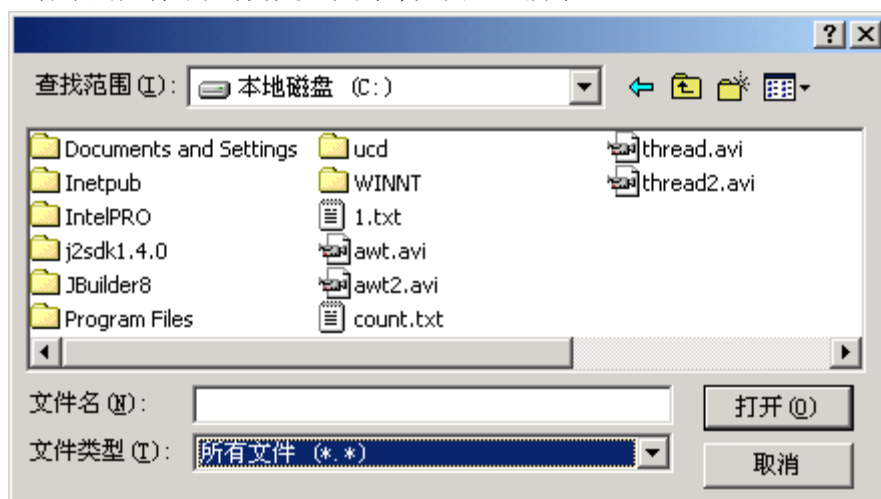 查找范围(I): 本地磁盘 (C:)
Documents and Settings ucd thread.avi
Inetpub WINNT thread2.avi
IntelPRO 1.txt
j2sdk1.4.0 awt.avi
JBuilder8 awt2.avi
Program Files count.txt
文件名(N): 打开(O)
文件类型(T): 所有文件 (*.*)
取消